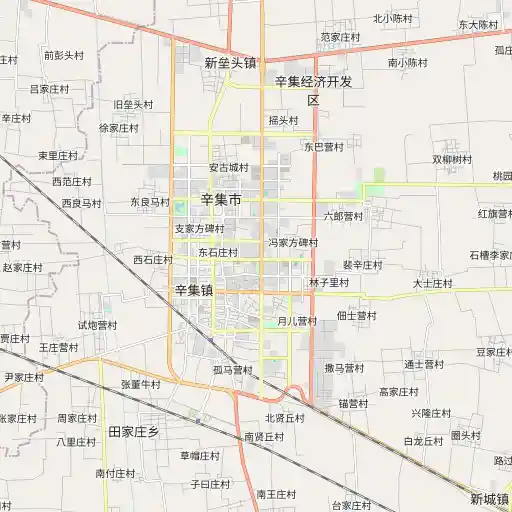 北小陈村
东大陈村
范家庄村
前彭头村
新垒头镇
南小陈村
孤
辛集经济开发
区
吕家庄村
旧垒头村
辛庄村
徐家庄村
摇头村
东巴营村
束里庄村
双柳树村
安古城村
西范庄村
桃园
辛集市
西良马村
东良马村
六郎营村
红旗营村
支家方碑村
冯家方碑村
营村
东石庄村
石槽李家庄
赵家庄村
西石庄村
裴辛庄村
林子里村
大士庄村
辛集镇
佃士营村
试炮营村
月儿营村
贾庄村
王庄营村
豆家庄村
通士营村
孤马营村
撒马营村
尹家庄村
张董牛村
高家庄村
锚营村
兴隆庄村
张家庄村
周家庄村
北贤丘村
田家庄乡
圈头村
八里庄村
南贤丘村
白龙丘村
草帽庄村
路过
南付庄村
子曰庄村
南王庄村
新城镇
台家庄村